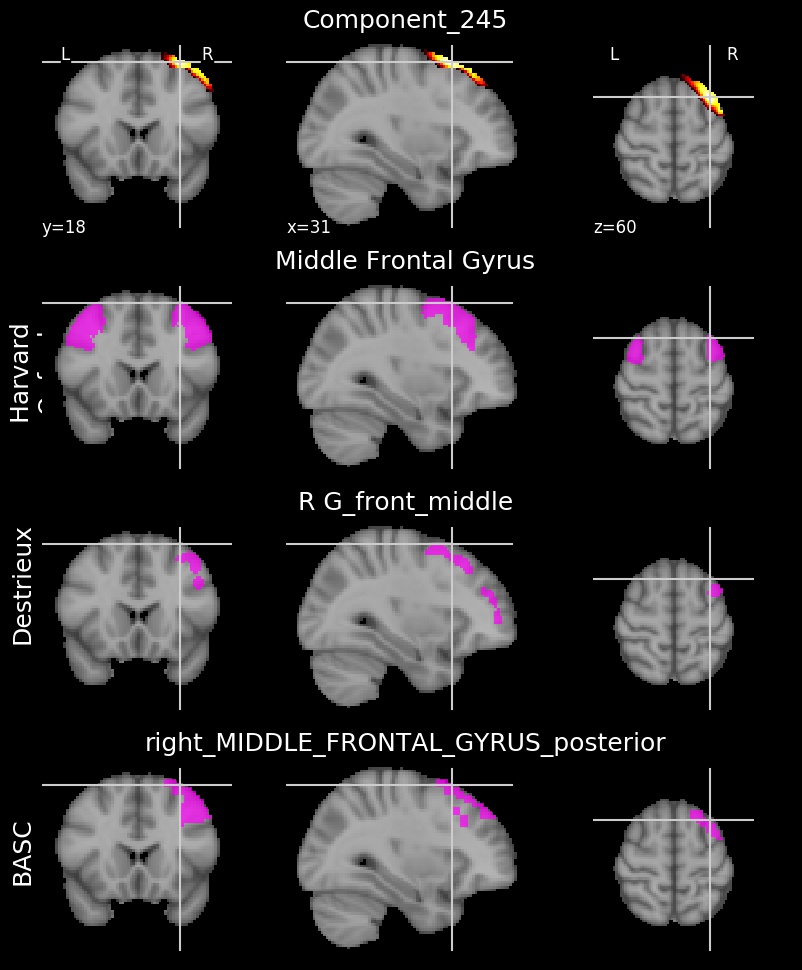 Component_245
L R L R
y=18 x=31 z=60
Middle Frontal Gyrus
Harvard
R G_front_middle
Destrieux
right_MIDDLE_FRONTAL_GYRUS_posterior
BASC